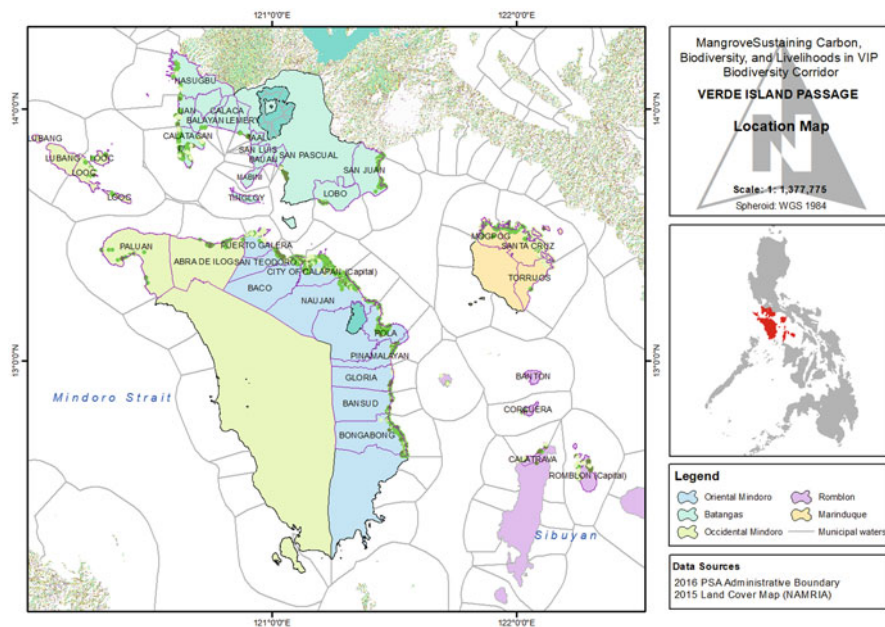 121°0'0"E
122°0'0"E
14°0'0"N
13°0'0"N
NASUGBU
CALACA
BALAYAN
LEMERY
CALATAGAN
TAAL
SAN LUIS
BAUAN
SAN PASCUAL
MABINI
TINGLOY
SAN JUAN
LOBO
LUBANG
LUBANG
LOOC
LOOC
LOOC
PALUAN
ABRA DE ILOG
PUERTO GALERA
SAN TEODORO
CITY OF CALAPAN (Capital)
BACO
NAUJAN
POLA
PINAMALAYAN
GLORIA
BANSUD
BONGABONG
MOGPOG
SANTA CRUZ
TORRIJOS
BANTON
CORCUERA
CALATRAVA
ROMBLON (Capital)
Mindoro Strait
Sibuyan
14°0'0"N
13°0'0"N
121°0'0"E
122°0'0"E
MangroveSustaining Carbon,
Biodiversity, and Livelihoods in VIP
Biodiversity Corridor
VERDE ISLAND PASSAGE
Location Map
N
Scale: 1: 1,377,775
Spheroid: WGS 1984
Legend
Oriental Mindoro
Batangas
Occidental Mindoro
Romblon
Marinduque
Municipal waters
Data Sources
2016 PSA Administrative Boundary
2015 Land Cover Map (NAMRIA)